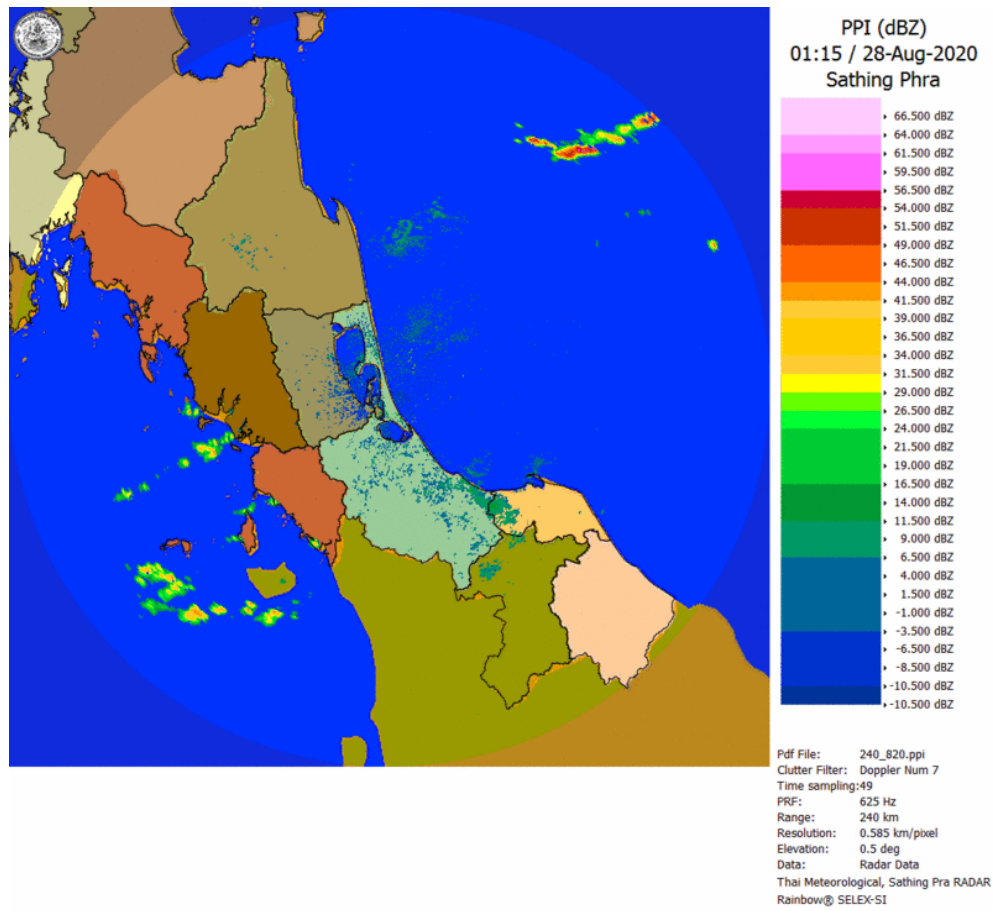 PPI (dBZ)
01:15 / 28-Aug-2020
Sathing Phra
66.500 dBZ
64.000 dBZ
61.500 dBZ
59.500 dBZ
56.500 dBZ
54.000 dBZ
51.500 dBZ
49.000 dBZ
46.500 dBZ
44.000 dBZ
41.500 dBZ
39.000 dBZ
36.500 dBZ
34.000 dBZ
31.500 dBZ
29.000 dBZ
26.500 dBZ
24.000 dBZ
21.500 dBZ
19.000 dBZ
16.500 dBZ
14.000 dBZ
11.500 dBZ
9.000 dBZ
6.500 dBZ
4.000 dBZ
1.500 dBZ
-1.000 dBZ
-3.500 dBZ
-6.500 dBZ
-8.500 dBZ
-10.500 dBZ
-10.500 dBZ
Pdf File: 240_820.ppi
Clutter Filter: Doppler Num 7
Time sampling:49
PRF: 625 Hz
Range: 240 km
Resolution: 0.585 km/pixel
Elevation: 0.5 deg
Data: Radar Data
Thai Meteorological, Sathing Pra RADAR
Rainbow® SELEX-SI